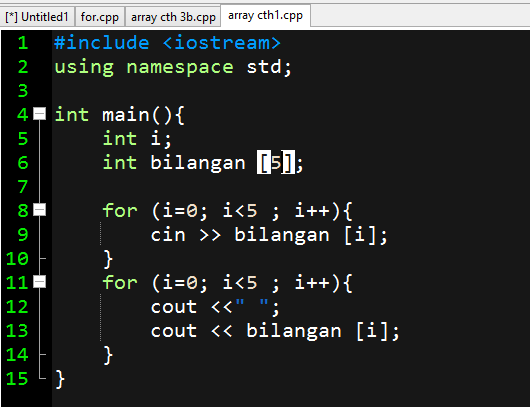 [*] Untitled1 for.cpp array cth 3b.cpp array cth1.cpp
1 #include <iostream>
2 using namespace std;
3
4 int main(){
5 int i;
6 int bilangan [5];
7
8 for (i=0; i<5 ; i++){
9 cin >> bilangan [i];
10 }
11 for (i=0; i<5 ; i++){
12 cout <<" ";
13 cout << bilangan [i];
14 }
15 }